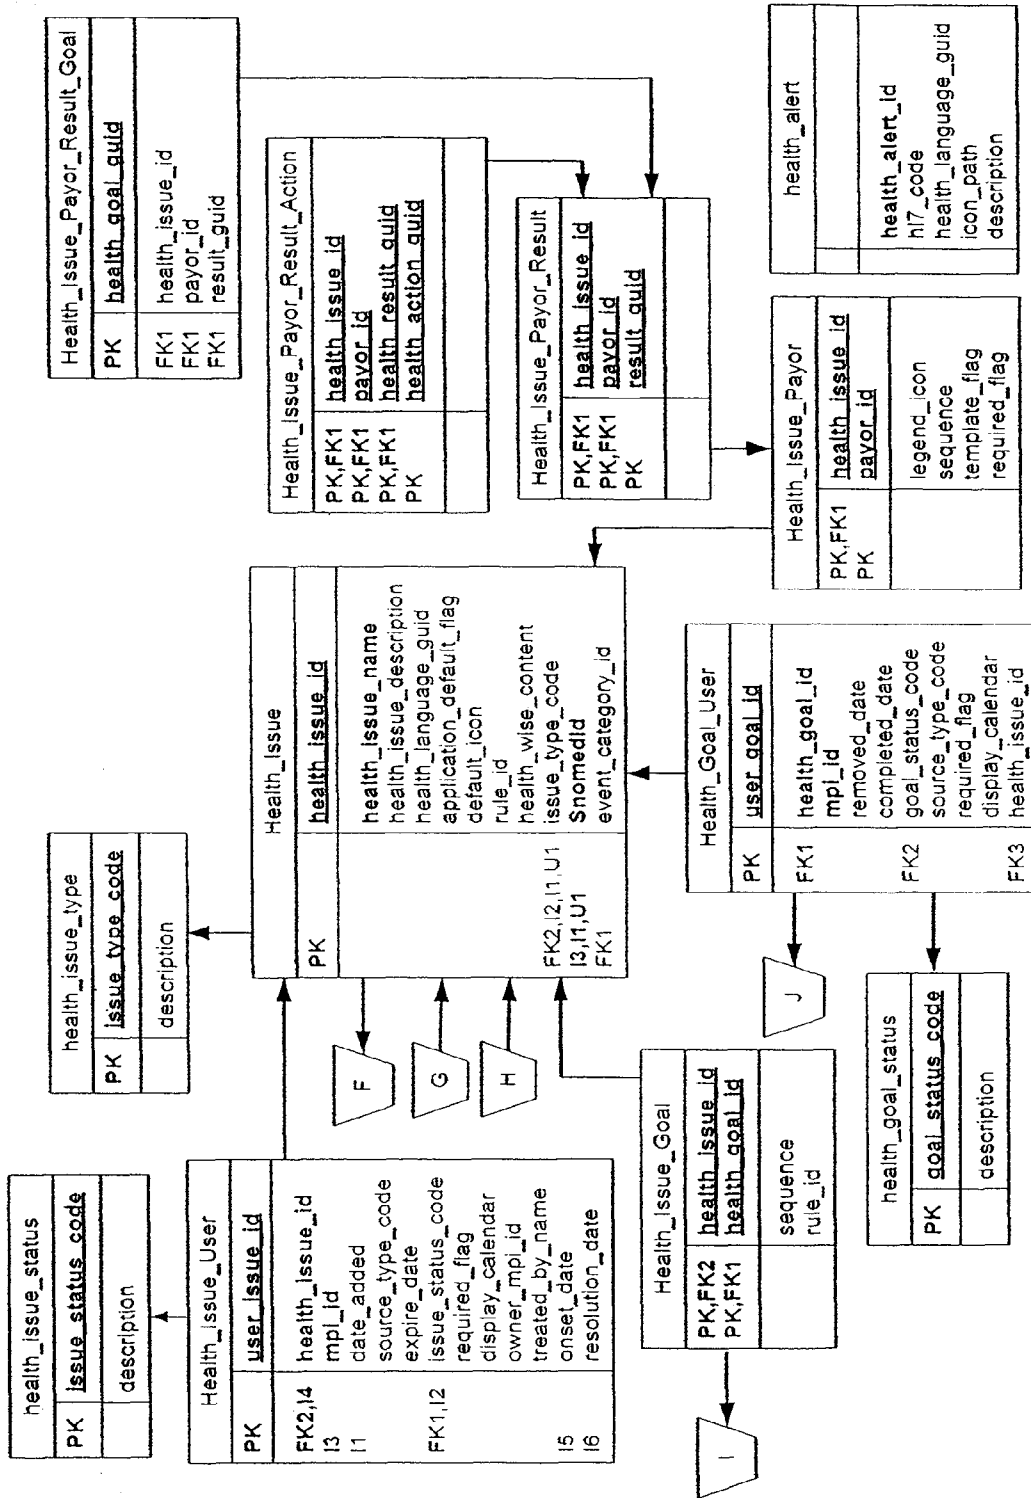 health_issue_status
PK issue_status_code
description
Health_Issue_User
PK user_issue_id
FK2,I4 health_issue_id
I3 mpi_id
I1 date_added
source_type_code
expire_date
FK1,I2 issue_status_code
required_flag
display_calendar
owner_mpi_id
treated_by_name
I5 onset_date
I6 resolution_date
health_issue_type
PK issue_type_code
description
Health_Issue
PK health_issue_id
health_issue_name
health_issue_description
health_language_guid
application_default_flag
default_icon
rule_id
health_wise_content
FK2,I2,I1,U1 issue_type_code
I3,I1,U1 SnomedId
FK1 event_category_id
F
G
H
Health_Issue_Payor_Result_Goal
PK health_goal_guid
FK1 health_issue_id
FK1 payor_id
FK1 result_guid
Health_Issue_Payor_Result_Action
PK,FK1 health_issue_id
PK,FK1 payor_id
PK,FK1 health_result_guid
PK health_action_guid
Health_Issue_Payor_Result
PK,FK1 health_issue_id
PK,FK1 payor_id
PK result_guid
Health_Issue_Goal
PK,FK2 health_issue_id
PK,FK1 health_goal_id
sequence
rule_id
I
J
health_goal_status
PK goal_status_code
description
Health_Goal_User
PK user_goal_id
FK1 health_goal_id
mpi_id
removed_date
completed_date
FK2 goal_status_code
source_type_code
required_flag
display_calendar
FK3 health_issue_id
Health_Issue_Payor
PK,FK1 health_issue_id
PK payor_id
legend_icon
sequence
template_flag
required_flag
health_alert
health_alert_id
hl7_code
health_language_guid
icon_path
description